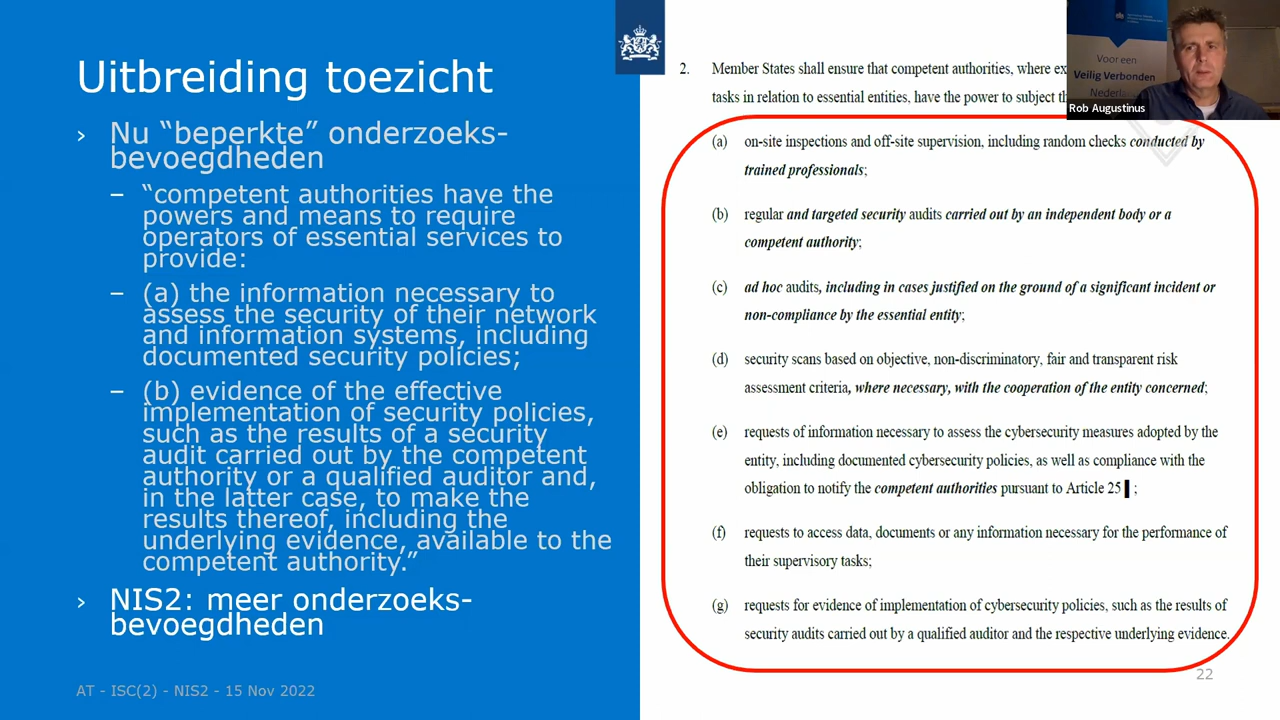 Uitbreiding toezicht
› Nu “beperkte” onderzoeks-
bevoegdheden
– “competent authorities have the
powers and means to require
operators of essential services to
provide:
– (a) the information necessary to
assess the security of their network
and information systems, including
documented security policies;
– (b) evidence of the effective
implementation of security policies,
such as the results of a security
audit carried out by the competent
authority or a qualified auditor and,
in the latter case, to make the
results thereof, including the
underlying evidence, available to the
competent authority.”
› NIS2: meer onderzoeks-
bevoegdheden
AT - ISC(2) - NIS2 - 15 Nov 2022
2. Member States shall ensure that competent authorities, where
tasks in relation to essential entities, have the power to subject
(a) on-site inspections and off-site supervision, including random checks conducted by
trained professionals;
(b) regular and targeted security audits carried out by an independent body or a
competent authority;
(c) ad hoc audits, including in cases justified on the ground of a significant incident or
non-compliance by the essential entity;
(d) security scans based on objective, non-discriminatory, fair and transparent risk
assessment criteria, where necessary, with the cooperation of the entity concerned;
(e) requests of information necessary to assess the cybersecurity measures adopted by the
entity, including documented cybersecurity policies, as well as compliance with the
obligation to notify the competent authorities pursuant to Article 25 ▌;
(f) requests to access data, documents or any information necessary for the performance of
their supervisory tasks;
(g) requests for evidence of implementation of cybersecurity policies, such as the results of
security audits carried out by a qualified auditor and the respective underlying evidence.
22
Voor een
Veilig Verbonden
Rob Augustinus